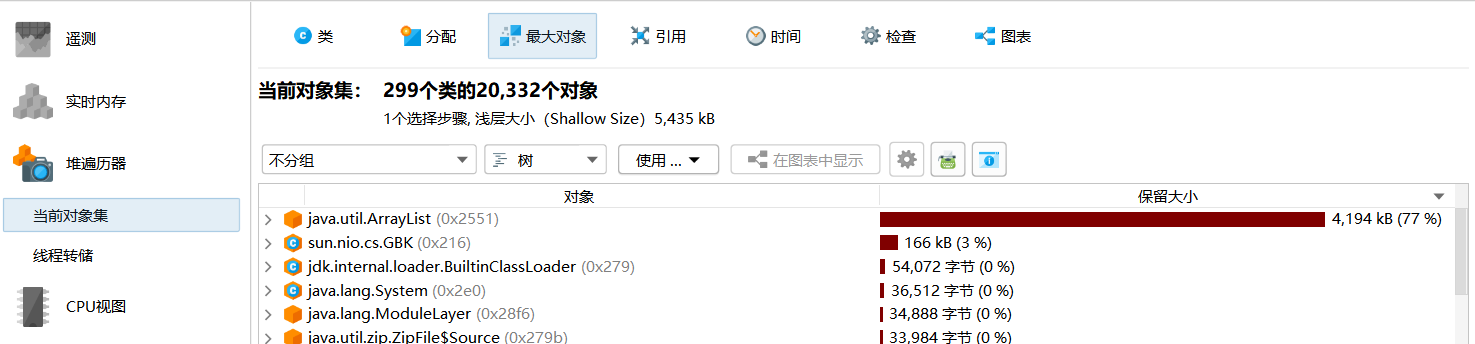 遥测
实时内存
堆遍历器
当前对象集
线程转储
CPU视图
类 分配 最大对象 引用 时间 检查 图表
当前对象集： 299个类的20,332个对象
1个选择步骤, 浅层大小（Shallow Size）5,435 kB
不分组 树 使用 ... 在图表中显示
对象 保留大小
java.util.ArrayList (0x2551) 4,194 kB (77 %)
sun.nio.cs.GBK (0x216) 166 kB (3 %)
jdk.internal.loader.BuiltinClassLoader (0x279) 54,072 字节 (0 %)
java.lang.System (0x2e0) 36,512 字节 (0 %)
java.lang.ModuleLayer (0x28f6) 34,888 字节 (0 %)
java.util.zip.ZipFile$Source (0x279b) 33,984 字节 (0 %)